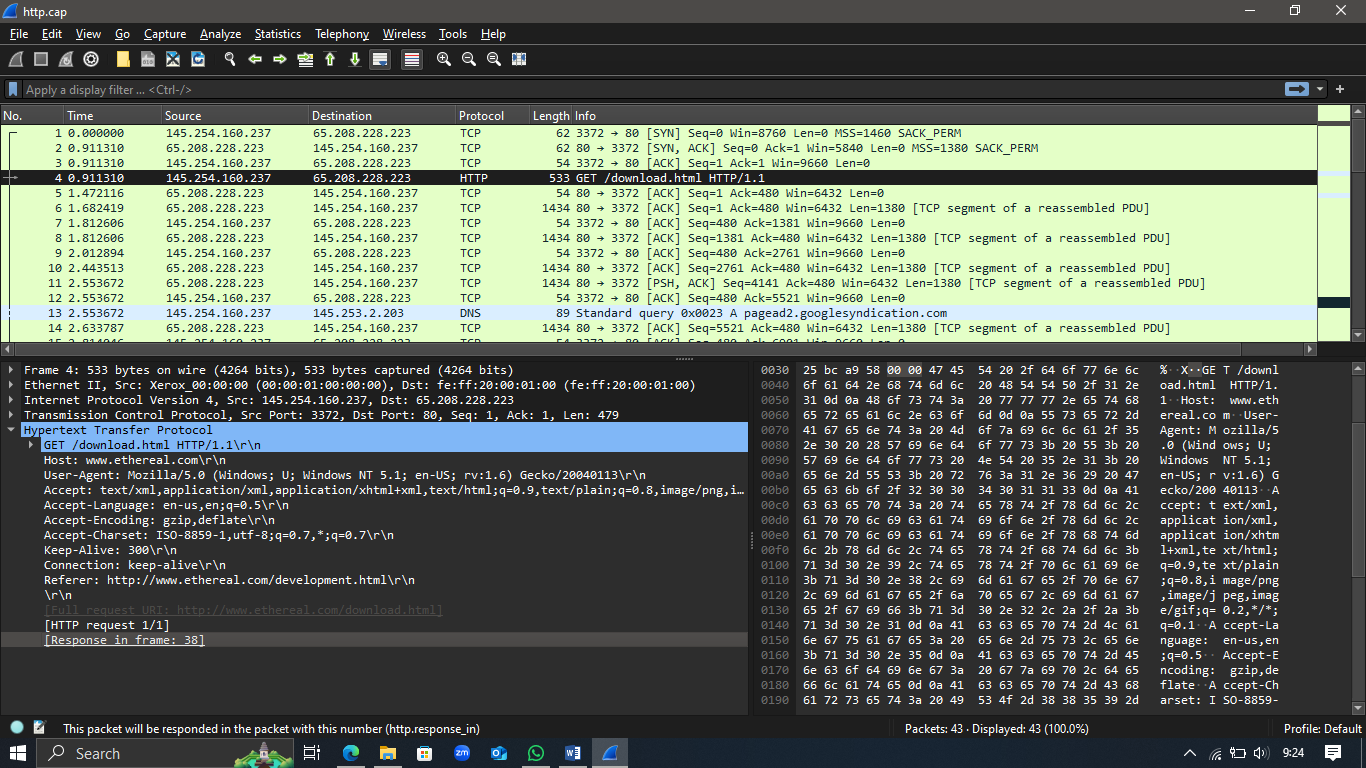 http.cap
File Edit View Go Capture Analyze Statistics Telephony Wireless Tools Help
Apply a display filter ... <Ctrl-/>
No. Time Source Destination Protocol Length Info
1 0.000000 145.254.160.237 65.208.228.223 TCP 62 3372 → 80 [SYN] Seq=0 Win=8760 Len=0 MSS=1460 SACK_PERM
2 0.911310 65.208.228.223 145.254.160.237 TCP 62 80 → 3372 [SYN, ACK] Seq=0 Ack=1 Win=5840 Len=0 MSS=1380 SACK_PERM
3 0.911310 145.254.160.237 65.208.228.223 TCP 54 3372 → 80 [ACK] Seq=1 Ack=1 Win=9660 Len=0
4 0.911310 145.254.160.237 65.208.228.223 HTTP 533 GET /download.html HTTP/1.1
5 1.472116 65.208.228.223 145.254.160.237 TCP 54 80 → 3372 [ACK] Seq=1 Ack=480 Win=6432 Len=0
6 1.682419 65.208.228.223 145.254.160.237 TCP 1434 80 → 3372 [ACK] Seq=1 Ack=480 Win=6432 Len=1380 [TCP segment of a reassembled PDU]
7 1.812606 145.254.160.237 65.208.228.223 TCP 54 3372 → 80 [ACK] Seq=480 Ack=1381 Win=9660 Len=0
8 1.812606 65.208.228.223 145.254.160.237 TCP 1434 80 → 3372 [ACK] Seq=1381 Ack=480 Win=6432 Len=1380 [TCP segment of a reassembled PDU]
9 2.012894 145.254.160.237 65.208.228.223 TCP 54 3372 → 80 [ACK] Seq=480 Ack=2761 Win=9660 Len=0
10 2.443513 65.208.228.223 145.254.160.237 TCP 1434 80 → 3372 [ACK] Seq=2761 Ack=480 Win=6432 Len=1380 [TCP segment of a reassembled PDU]
11 2.553672 65.208.228.223 145.254.160.237 TCP 1434 80 → 3372 [PSH, ACK] Seq=4141 Ack=480 Win=6432 Len=1380 [TCP segment of a reassembled PDU]
12 2.553672 145.254.160.237 65.208.228.223 TCP 54 3372 → 80 [ACK] Seq=480 Ack=5521 Win=9660 Len=0
13 2.553672 145.254.160.237 145.253.2.203 DNS 89 Standard query 0x0023 A pagead2.googlesyndication.com
14 2.633787 65.208.228.223 145.254.160.237 TCP 1434 80 → 3372 [ACK] Seq=5521 Ack=480 Win=6432 Len=1380 [TCP segment of a reassembled PDU]
Frame 4: 533 bytes on wire (4264 bits), 533 bytes captured (4264 bits)
Ethernet II, Src: Xerox_00:00:00 (00:00:01:00:00:00), Dst: fe:ff:20:00:01:00 (fe:ff:20:00:01:00)
Internet Protocol Version 4, Src: 145.254.160.237, Dst: 65.208.228.223
Transmission Control Protocol, Src Port: 3372, Dst Port: 80, Seq: 1, Ack: 1, Len: 479
Hypertext Transfer Protocol
GET /download.html HTTP/1.1\r\n
Host: www.ethereal.com\r\n
User-Agent: Mozilla/5.0 (Windows; U; Windows NT 5.1; en-US; rv:1.6) Gecko/20040113\r\n
Accept: text/xml,application/xml,application/xhtml+xml,text/html;q=0.9,text/plain;q=0.8,image/png,i…
Accept-Language: en-us,en;q=0.5\r\n
Accept-Encoding: gzip,deflate\r\n
Accept-Charset: ISO-8859-1,utf-8;q=0.7,*;q=0.7\r\n
Keep-Alive: 300\r\n
Connection: keep-alive\r\n
Referer: http://www.ethereal.com/development.html\r\n
\r\n
[Full request URI: http://www.ethereal.com/download.html]
[HTTP request 1/1]
[Response in frame: 38]
0030 25 bc a9 58 00 00 47 45 54 20 2f 64 6f 77 6e 6c %··X··GE T /downl
0040 6f 61 64 2e 68 74 6d 6c 20 48 54 54 50 2f 31 2e oad.html HTTP/1.
0050 31 0d 0a 48 6f 73 74 3a 20 77 77 77 2e 65 74 68 1··Host: www.eth
0060 65 72 65 61 6c 2e 63 6f 6d 0d 0a 55 73 65 72 2d ereal.co m··User-
0070 41 67 65 6e 74 3a 20 4d 6f 7a 69 6c 6c 61 2f 35 Agent: M ozilla/5
0080 2e 30 20 28 57 69 6e 64 6f 77 73 3b 20 55 3b 20 .0 (Wind ows; U;
0090 57 69 6e 64 6f 77 73 20 4e 54 20 35 2e 31 3b 20 Windows NT 5.1;
00a0 65 6e 2d 55 53 3b 20 72 76 3a 31 2e 36 29 20 47 en-US; r v:1.6) G
00b0 65 63 6b 6f 2f 32 30 30 34 30 31 31 33 0d 0a 41 ecko/200 40113··A
00c0 63 63 65 70 74 3a 20 74 65 78 74 2f 78 6d 6c 2c ccept: t ext/xml,
00d0 61 70 70 6c 69 63 61 74 69 6f 6e 2f 78 6d 6c 2c applicat ion/xml,
00e0 61 70 70 6c 69 63 61 74 69 6f 6e 2f 78 68 74 6d applicat ion/xhtm
00f0 6c 2b 78 6d 6c 2c 74 65 78 74 2f 68 74 6d 6c 3b l+xml,te xt/html;
0100 71 3d 30 2e 39 2c 74 65 78 74 2f 70 6c 61 69 6e q=0.9,te xt/plain
0110 3b 71 3d 30 2e 38 2c 69 6d 61 67 65 2f 70 6e 67 ;q=0.8,i mage/png
0120 2c 69 6d 61 67 65 2f 6a 70 65 67 2c 69 6d 61 67 ,image/j peg,imag
0130 65 2f 67 69 66 3b 71 3d 30 2e 32 2c 2a 2f 2a 3b e/gif;q= 0.2,*/*;
0140 71 3d 30 2e 31 0d 0a 41 63 63 65 70 74 2d 4c 61 q=0.1··A ccept-La
0150 6e 67 75 61 67 65 3a 20 65 6e 2d 75 73 2c 65 6e nguage: en-us,en
0160 3b 71 3d 30 2e 35 0d 0a 41 63 63 65 70 74 2d 45 ;q=0.5·· Accept-E
0170 6e 63 6f 64 69 6e 67 3a 20 67 7a 69 70 2c 64 65 ncoding: gzip,de
0180 66 6c 61 74 65 0d 0a 41 63 63 65 70 74 2d 43 68 flate··A ccept-Ch
0190 61 72 73 65 74 3a 20 49 53 4f 2d 38 38 35 39 2d arset: I SO-8859-
This packet will be responded in the packet with this number (http.response_in)
Packets: 43 · Displayed: 43 (100.0%)
Profile: Default
Search
zm
9:24